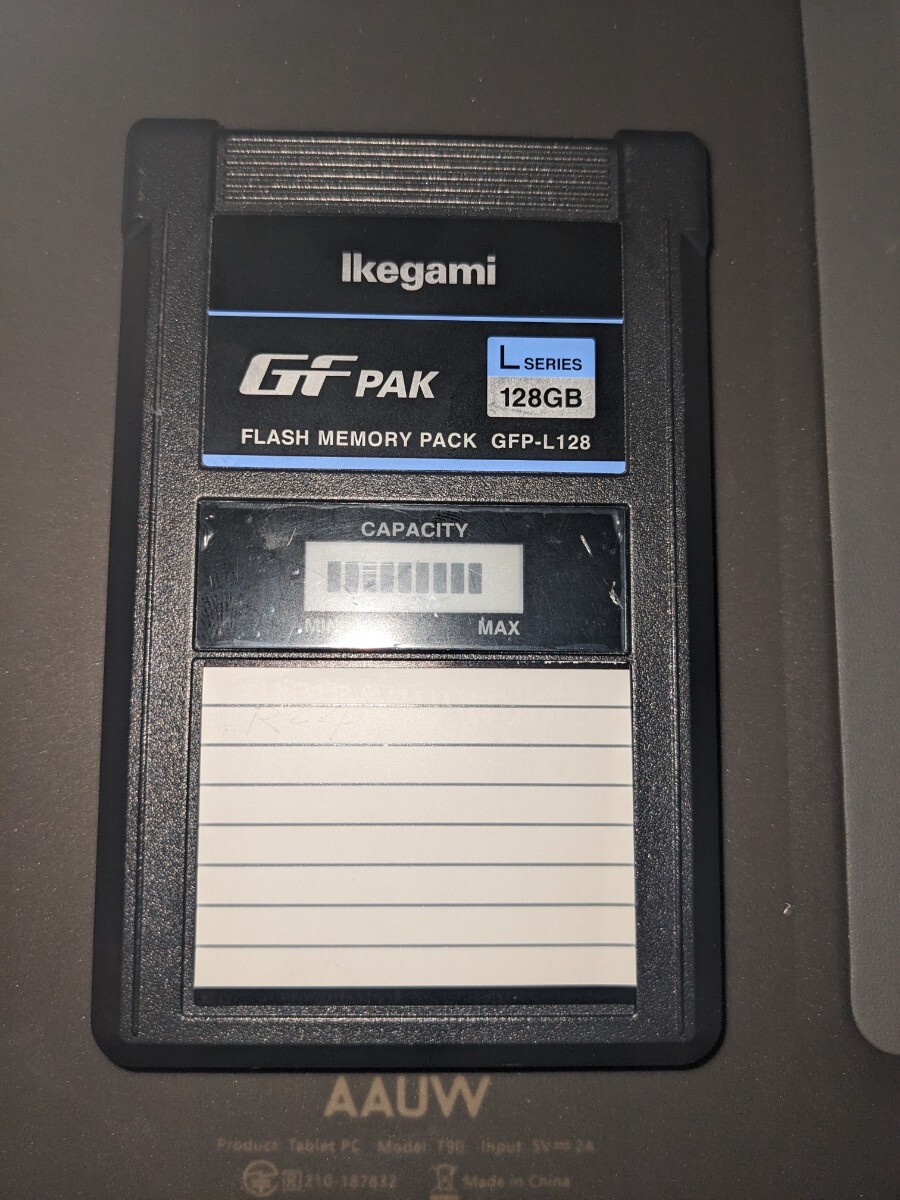 Ikegami
GF PAK
L SERIES
128GB
FLASH MEMORY PACK GFP-L128
CAPACITY
MIN MAX
AAUW
Product Tablet PC Model T90 Input 5V⎓2A
R 210-187832 Made in China